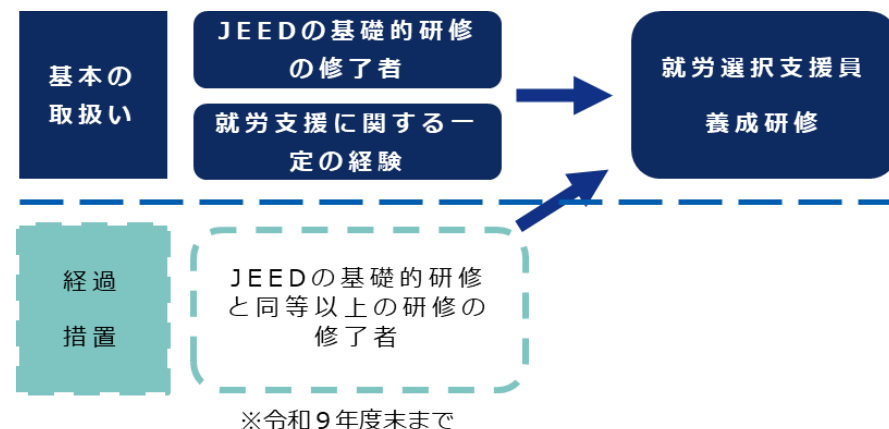 基本の
取扱い
JEEDの基礎的研修
の修了者
就労支援に関する一
定の経験
就労選択支援員
養成研修
経過
措置
JEEDの基礎的研修
と同等以上の研修の
修了者
※令和9年度末まで